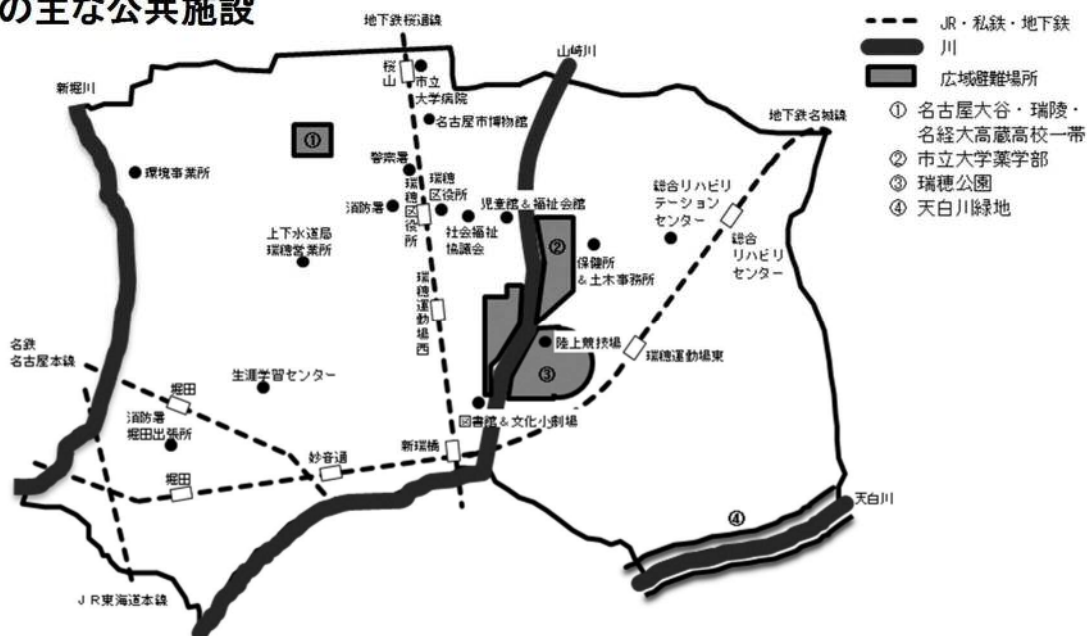 の主な公共施設
地下鉄桜通線
山崎川
新堀川
桜山
市立
大学病院
名古屋市博物館
①
環境事業所
警察署
瑞穂区役所
瑞穂
区役所
消防署
社会福祉
協議会
児童館&福祉会館
上下水道局
瑞穂営業所
②
保健所
&土木事務所
総合リハビリ
テーション
センター
総合
リハビリ
センター
地下鉄名城線
瑞穂運動場西
陸上競技場
③
瑞穂運動場東
名鉄
名古屋本線
堀田
生涯学習センター
消防署
堀田出張所
図書館&文化小劇場
新瑞橋
妙音通
堀田
④
天白川
JR東海道本線
JR・私鉄・地下鉄
川
広域避難場所
① 名古屋大谷・瑞陵・
名経大高蔵高校一帯
② 市立大学薬学部
③ 瑞穂公園
④ 天白川緑地